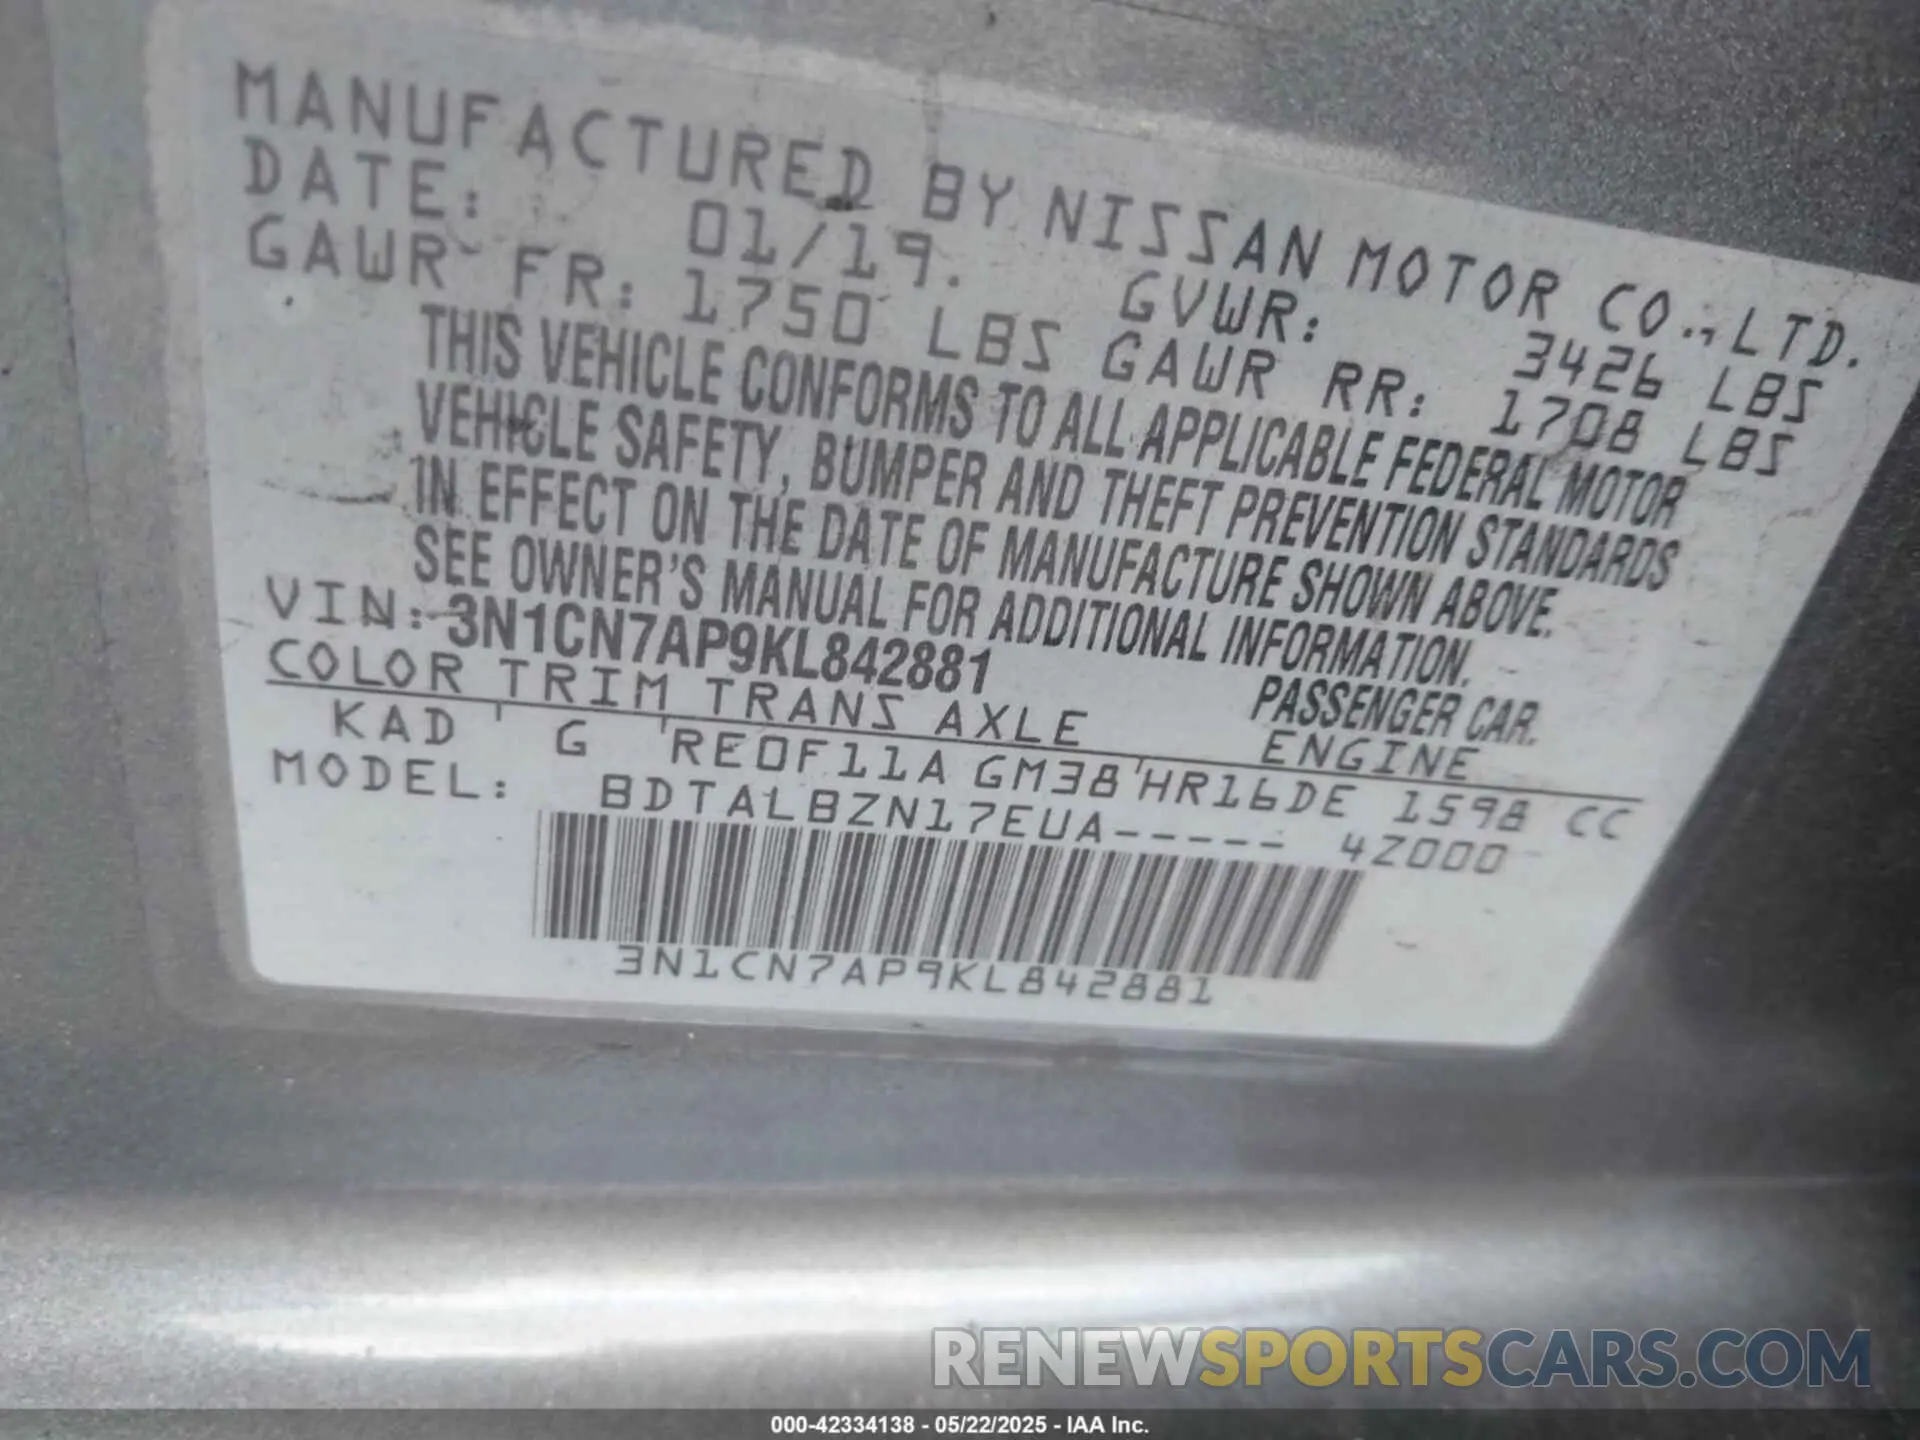 MANUFACTURED BY NISSAN MOTOR CO., LTD.
DATE: 01/19. GVWR: 3426 LBS
GAWR FR: 1750 LBS GAWR RR: 1708 LBS
THIS VEHICLE CONFORMS TO ALL APPLICABLE FEDERAL MOTOR
VEHICLE SAFETY, BUMPER AND THEFT PREVENTION STANDARDS
IN EFFECT ON THE DATE OF MANUFACTURE SHOWN ABOVE.
SEE OWNER'S MANUAL FOR ADDITIONAL INFORMATION.
VIN: 3N1CN7AP9KL842881 PASSENGER CAR.
COLOR TRIM TRANS AXLE ENGINE
KAD G RE0F11A GM38 HR16DE 1598 CC
MODEL: BDTALBZN17EUA----- 4Z000
3N1CN7AP9KL842881
RENEWSPORTSCARS.COM
000-42334138 - 05/22/2025 - IAA Inc.